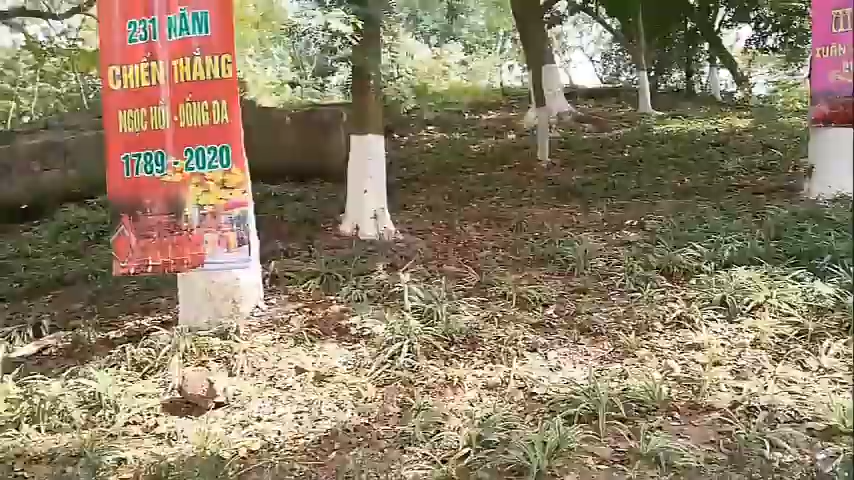 231 NĂM
CHIẾN THẮNG
NGỌC HỒI - ĐỐNG ĐA
1789 - 2020
XUÂN